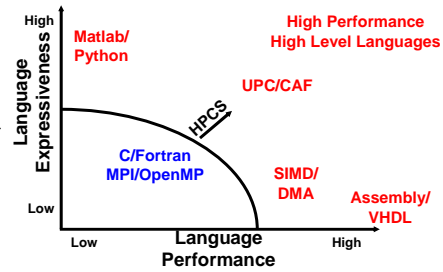 High
Matlab/
Python
High Performance
High Level Languages
UPC/CAF
HPCS
Language
Expressiveness
C/Fortran
MPI/OpenMP
SIMD/
DMA
Assembly/
VHDL
Low
Low
Language
Performance
High